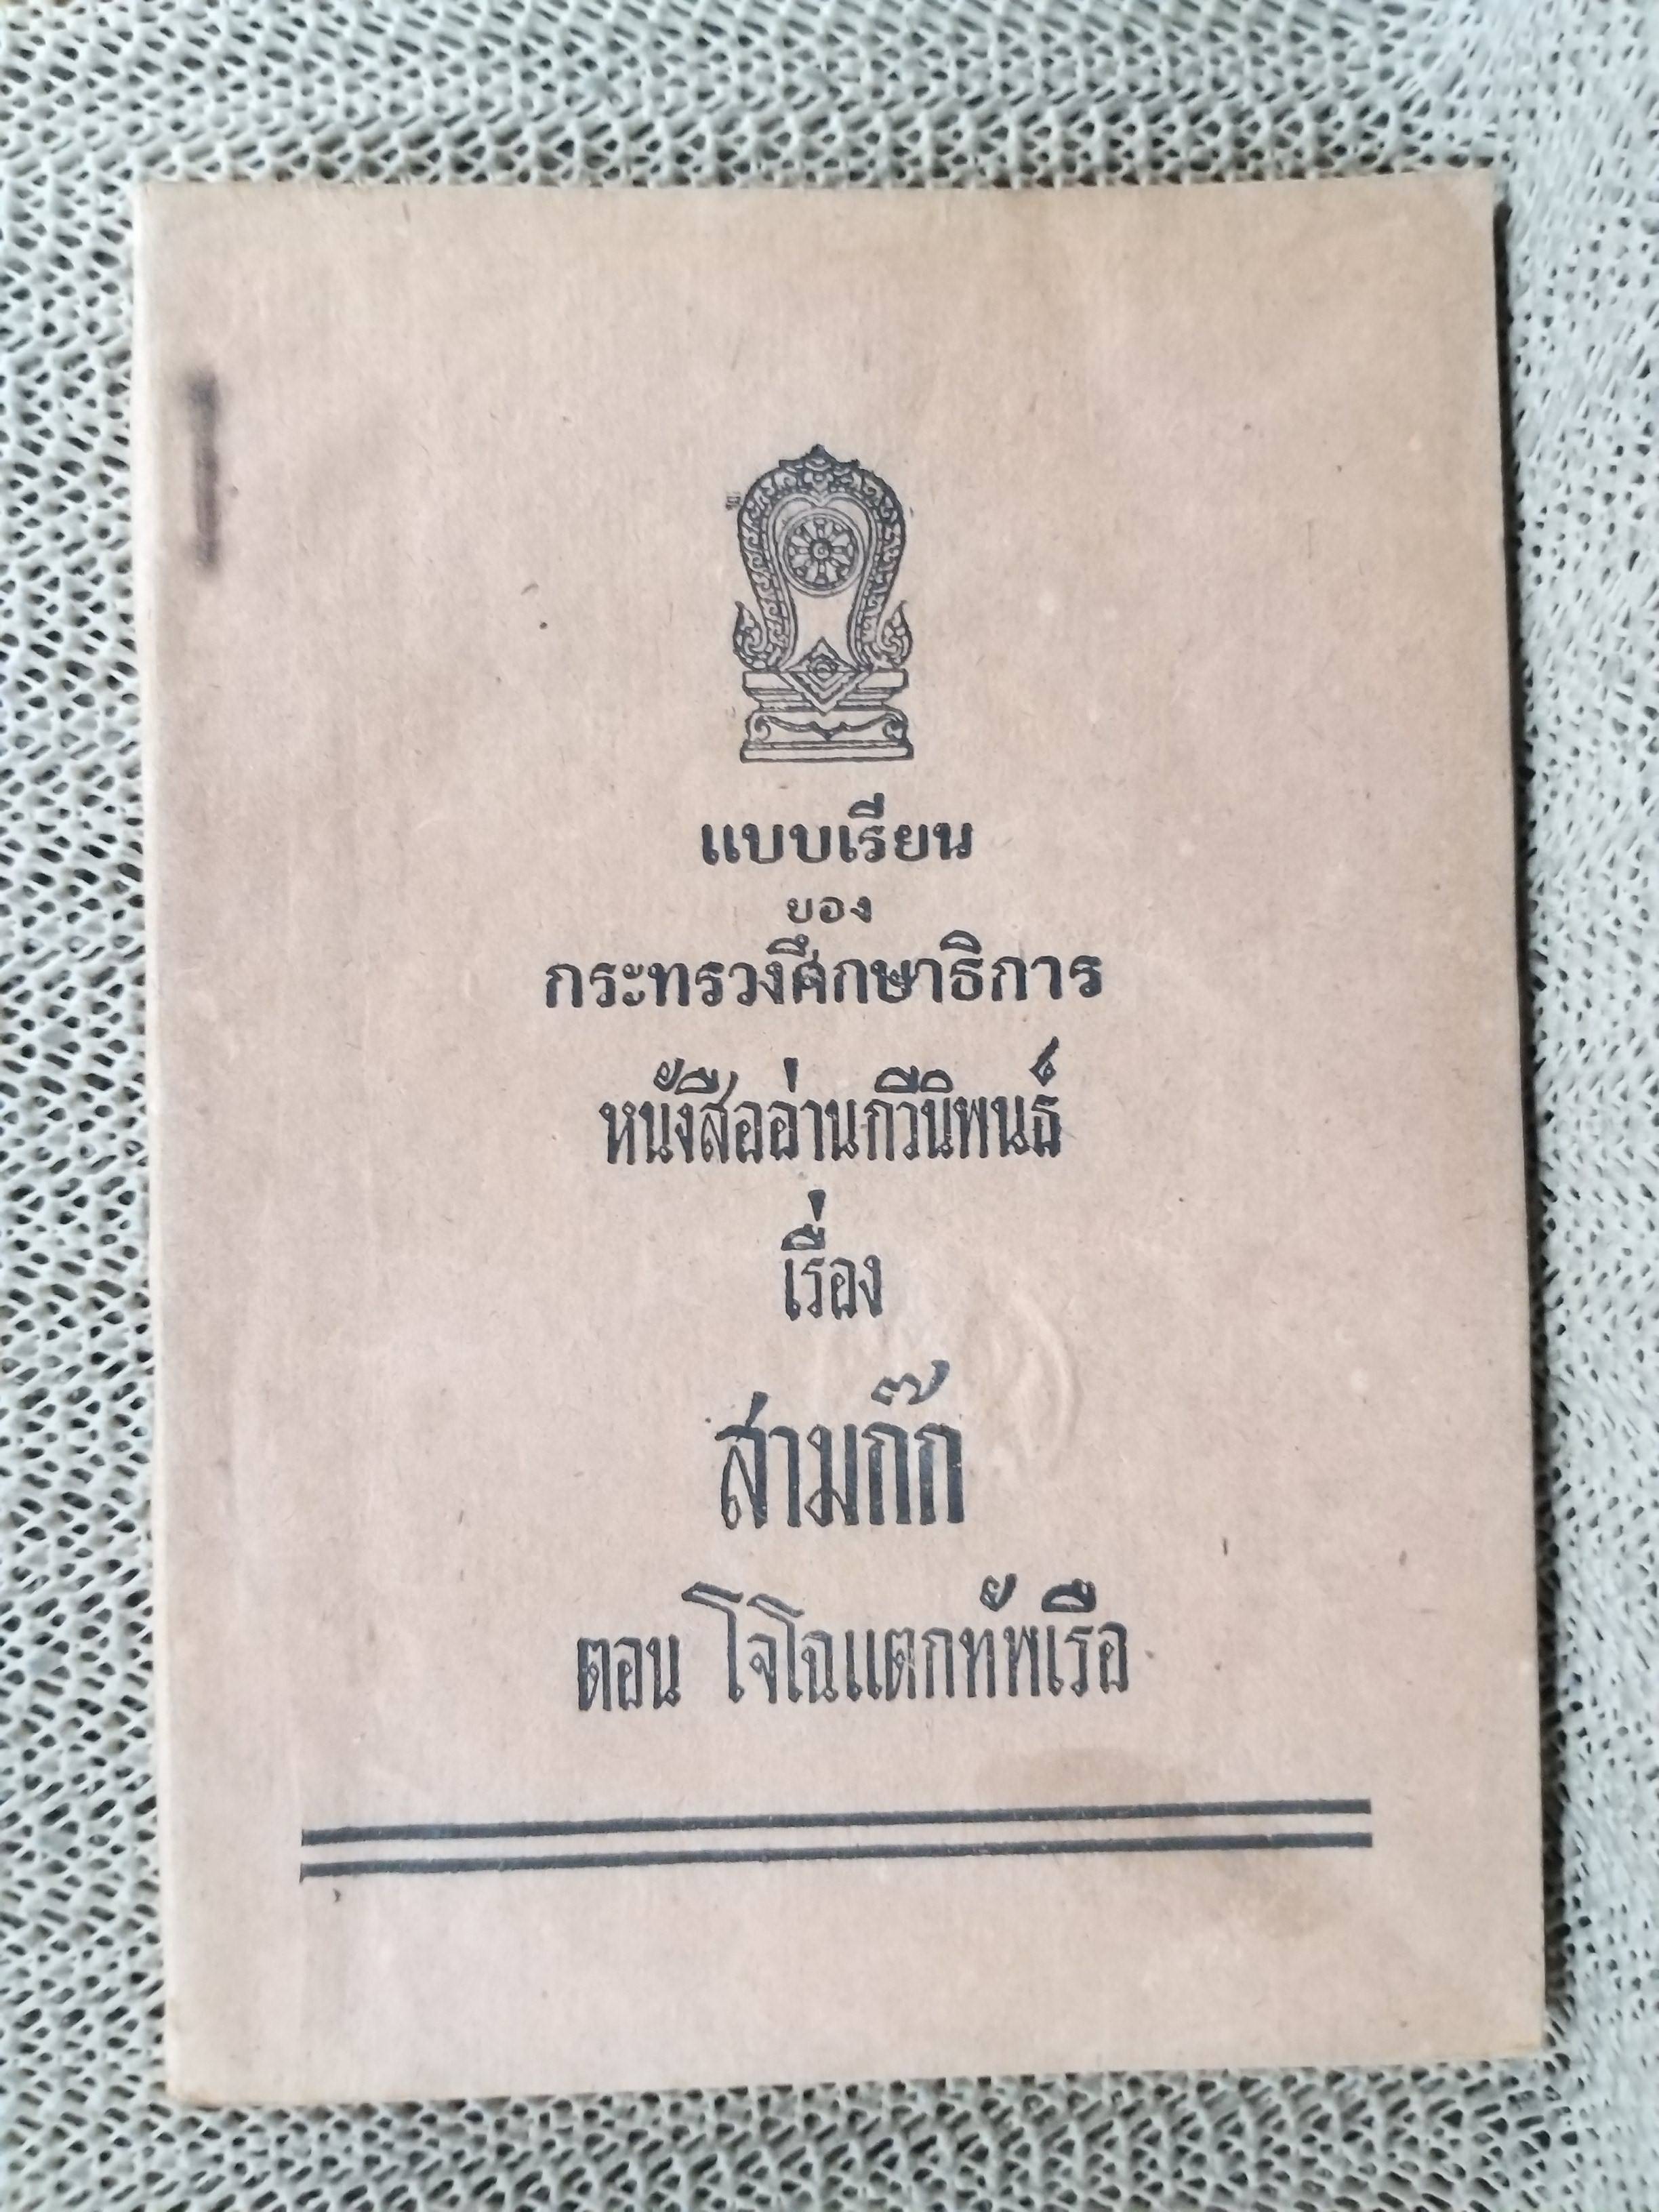 แบบเรียน
ของ
กระทรวงศึกษาธิการ
หนังสืออ่านกวีนิพนธ์
เรื่อง
สามก๊ก
ตอน โจโฉแตกทัพเรือ